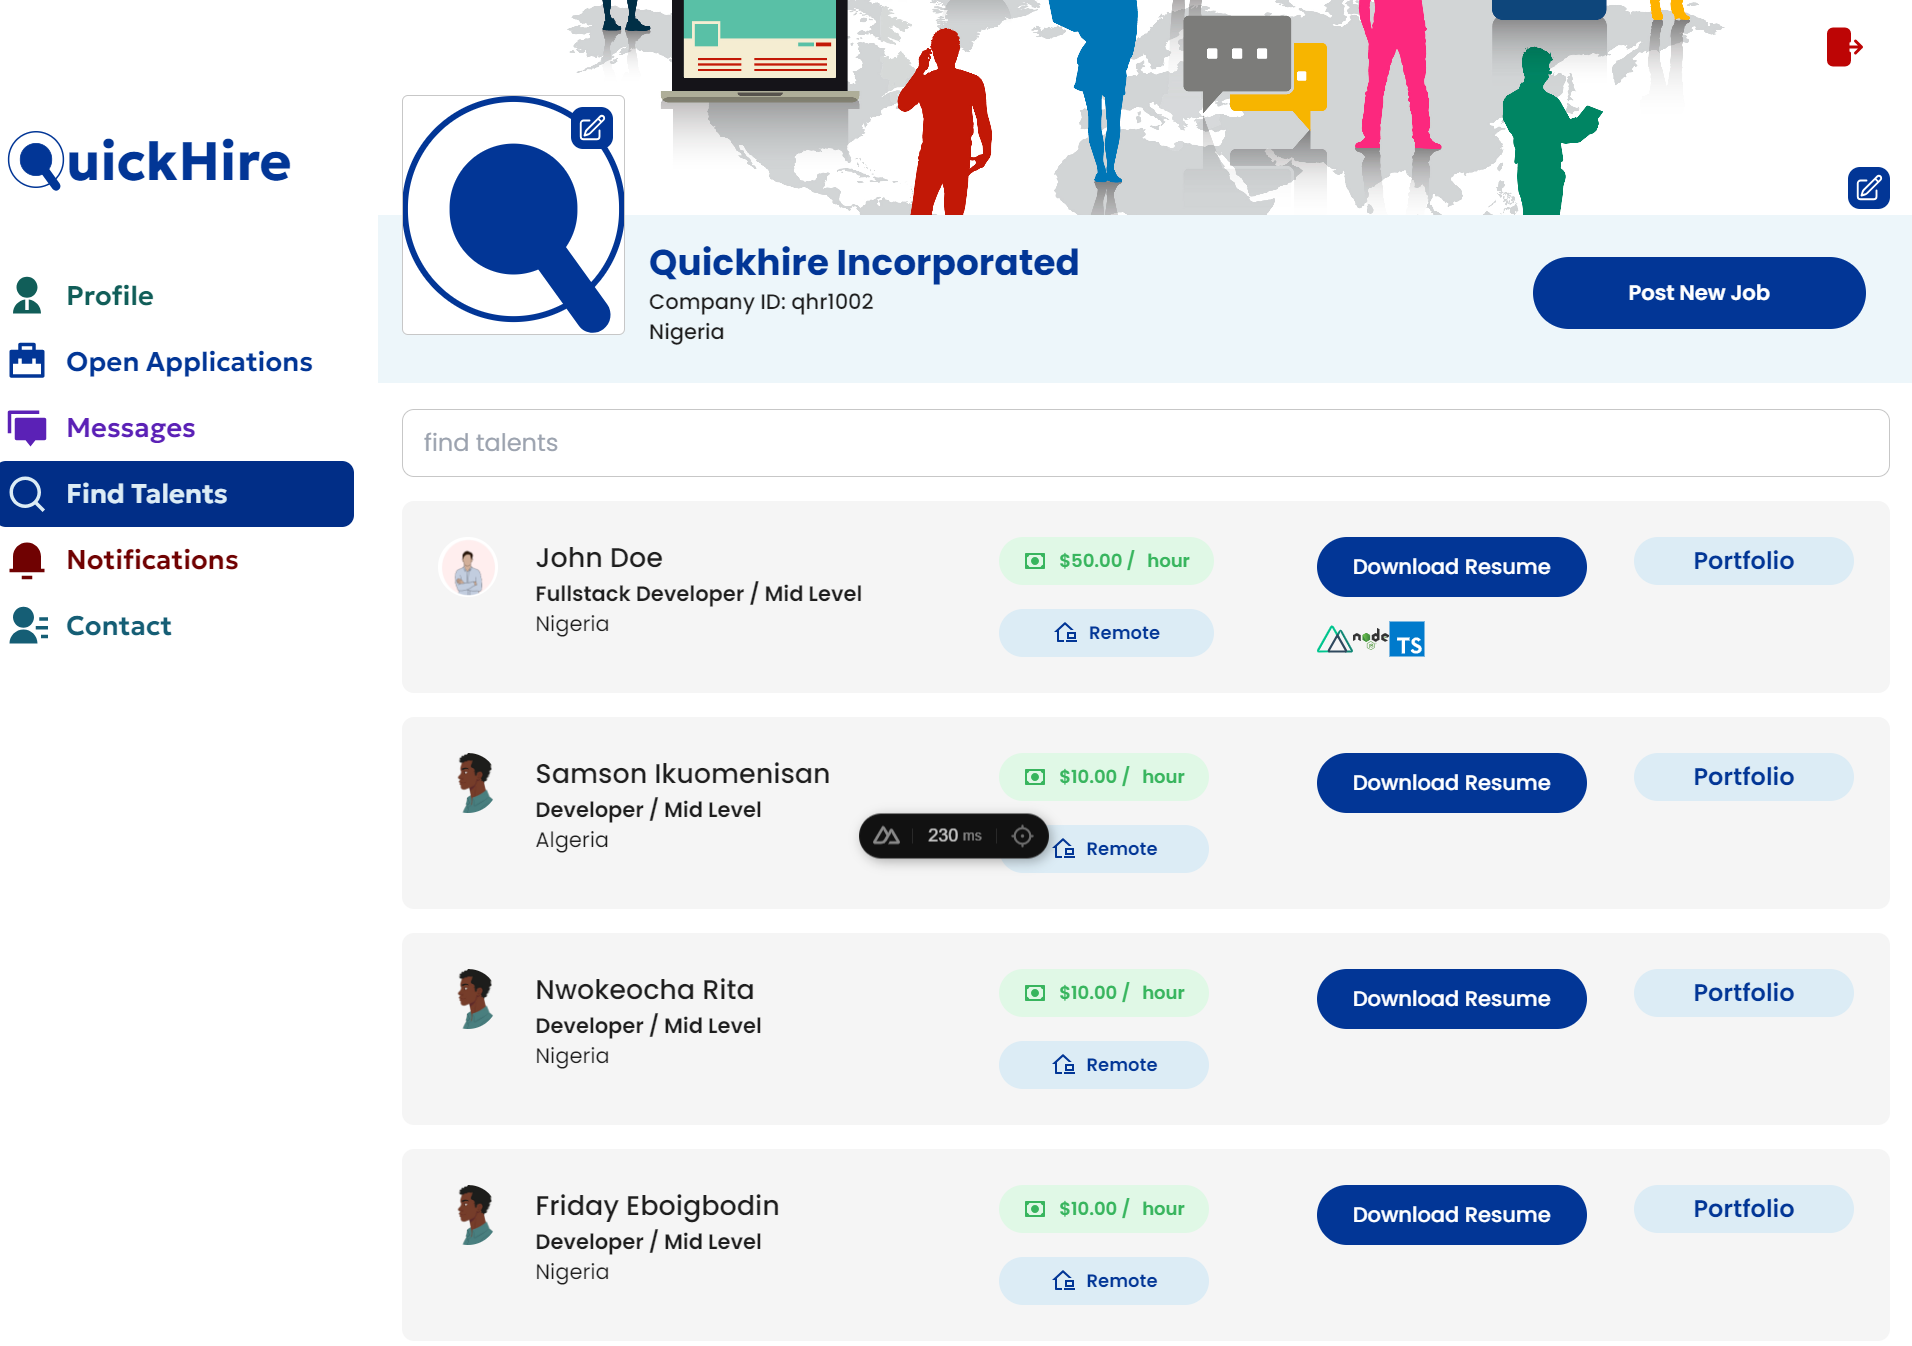 QuickHire
Profile
Open Applications
Messages
Find Talents
Notifications
Contact
Quickhire Incorporated
Company ID: qhr1002
Nigeria
Post New Job
find talents
John Doe
Fullstack Developer / Mid Level
Nigeria
$50.00 / hour
Remote
Download Resume
node
TS
Portfolio
Samson Ikuomenisan
Developer / Mid Level
Algeria
230 ms
$10.00 / hour
Remote
Download Resume
Portfolio
Nwokeocha Rita
Developer / Mid Level
Nigeria
$10.00 / hour
Remote
Download Resume
Portfolio
Friday Eboigbodin
Developer / Mid Level
Nigeria
$10.00 / hour
Remote
Download Resume
Portfolio